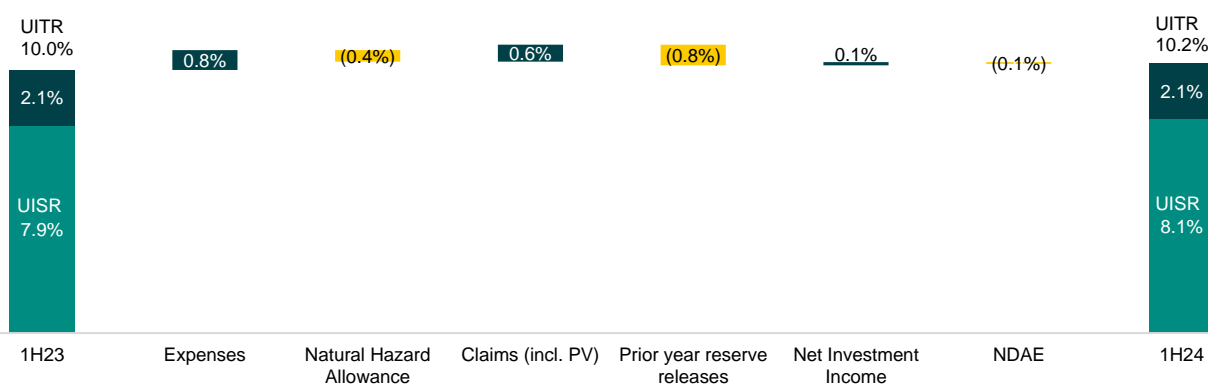 UITR
10.0%
2.1%
UISR
7.9%
0.8%
(0.4%)
0.6%
(0.8%)
0.1%
(0.1%)
UITR
10.2%
2.1%
UISR
8.1%
1H23
Expenses
Natural Hazard
Allowance
Claims (incl. PV)
Prior year reserve
releases
Net Investment
Income
NDAE
1H24